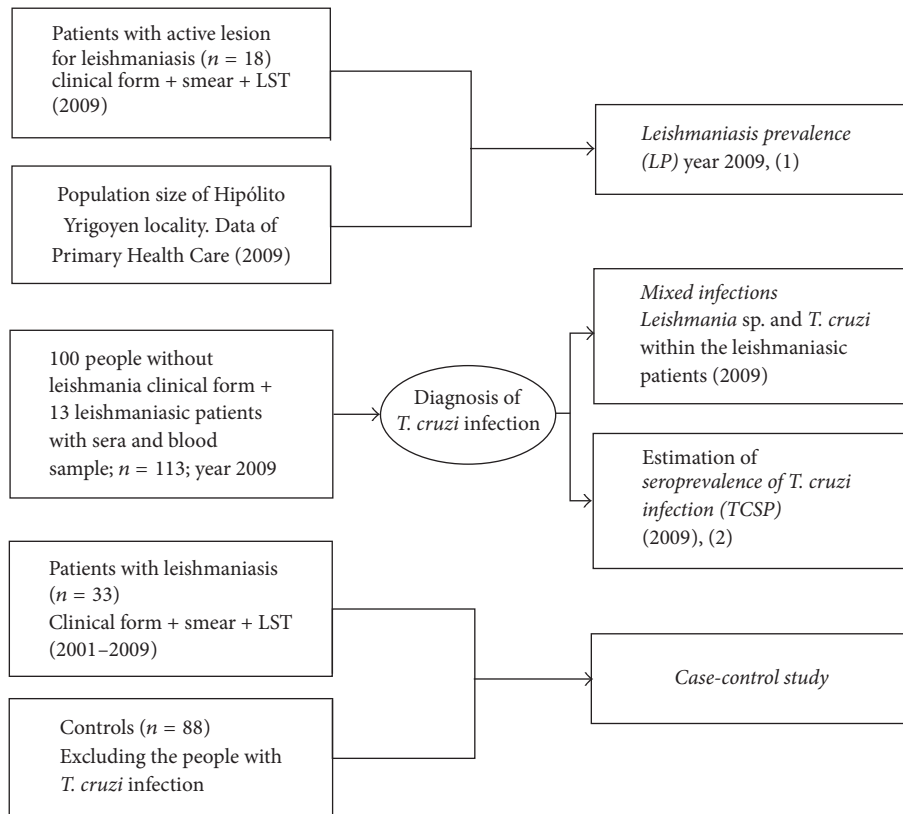 Patients with active lesion
for leishmaniasis (n = 18)
clinical form + smear + LST
(2009)
Population size of Hipólito
Yrigoyen locality. Data of
Primary Health Care (2009)
100 people without
leishmania clinical form +
13 leishmaniasic patients
with sera and blood
sample; n = 113; year 2009
Patients with leishmaniasis
(n = 33)
Clinical form + smear + LST
(2001–2009)
Controls (n = 88)
Excluding the people with
T. cruzi infection
Diagnosis of
T. cruzi infection
Leishmaniasis prevalence
(LP) year 2009, (1)
Mixed infections
Leishmania sp. and T. cruzi
within the leishmaniasic
patients (2009)
Estimation of
seroprevalence of T. cruzi
infection (TCSP)
(2009), (2)
Case-control study